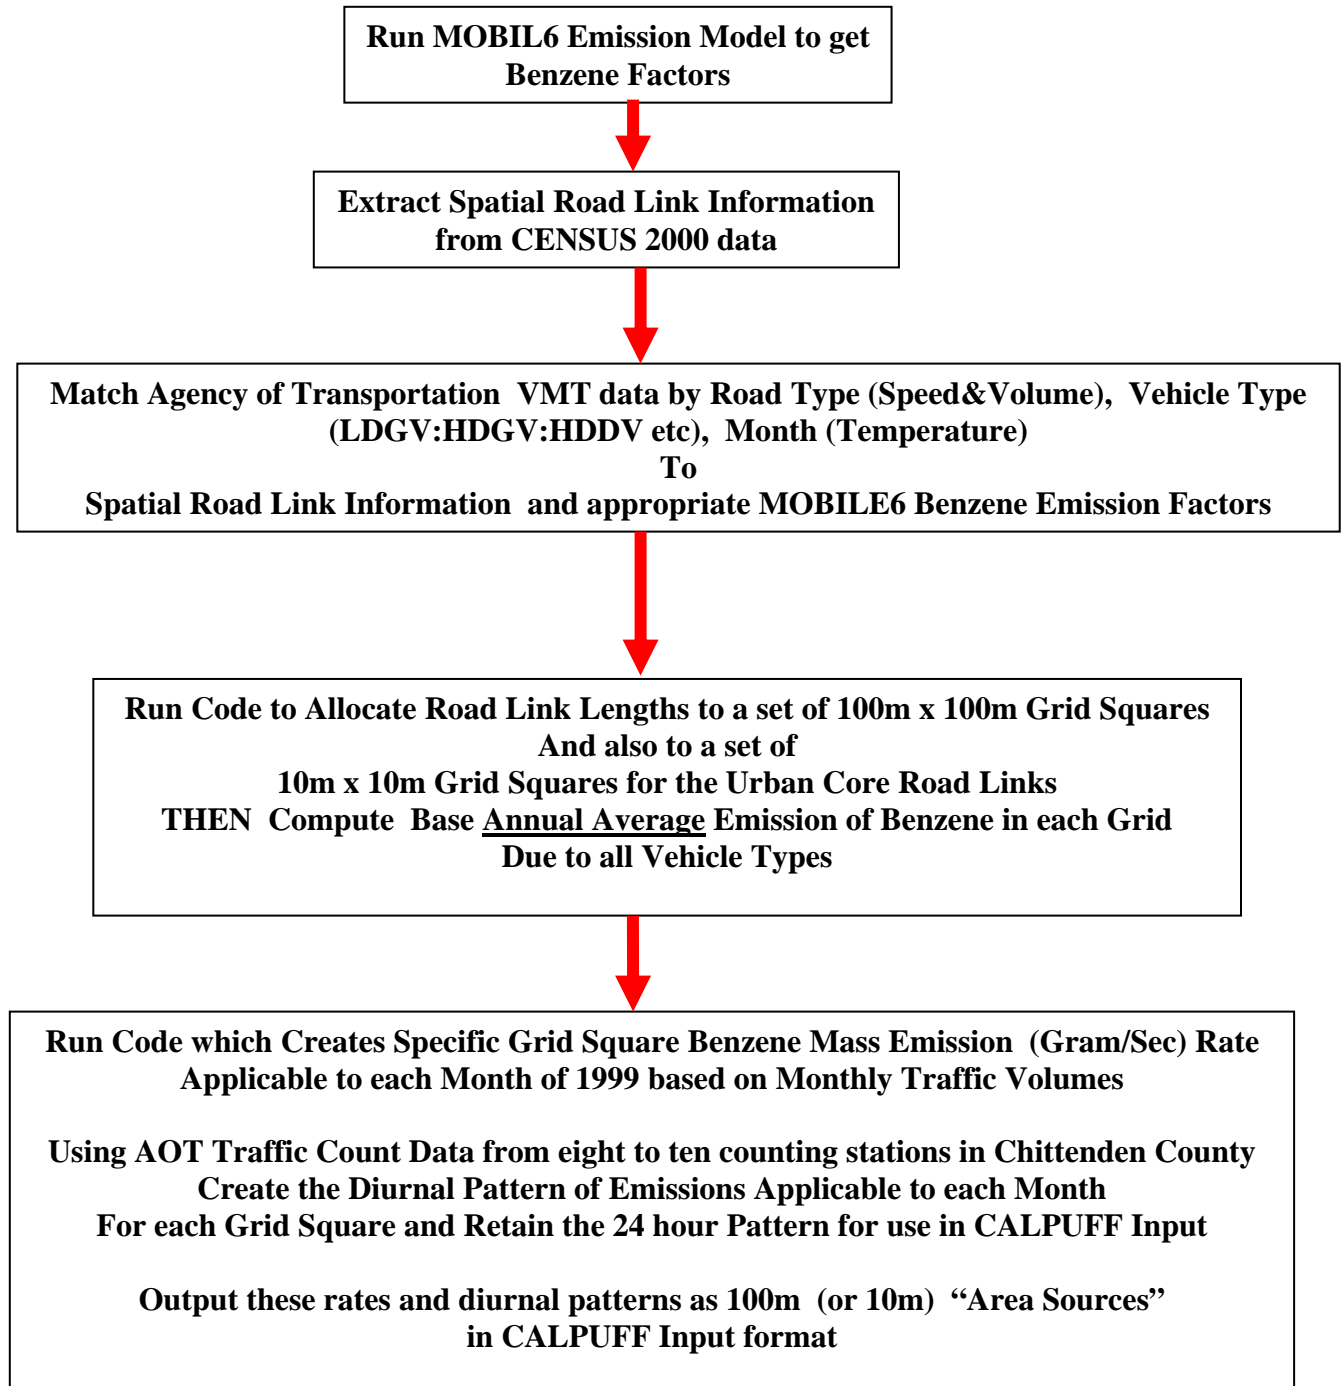 Run MOBIL6 Emission Model to get
Benzene Factors
Extract Spatial Road Link Information
from CENSUS 2000 data
Match Agency of Transportation VMT data by Road Type (Speed&Volume), Vehicle Type
(LDGV:HDGV:HDDV etc), Month (Temperature)
To
Spatial Road Link Information and appropriate MOBILE6 Benzene Emission Factors
Run Code to Allocate Road Link Lengths to a set of 100m x 100m Grid Squares
And also to a set of
10m x 10m Grid Squares for the Urban Core Road Links
THEN Compute Base Annual Average Emission of Benzene in each Grid
Due to all Vehicle Types
Run Code which Creates Specific Grid Square Benzene Mass Emission (Gram/Sec) Rate
Applicable to each Month of 1999 based on Monthly Traffic Volumes
Using AOT Traffic Count Data from eight to ten counting stations in Chittenden County
Create the Diurnal Pattern of Emissions Applicable to each Month
For each Grid Square and Retain the 24 hour Pattern for use in CALPUFF Input
Output these rates and diurnal patterns as 100m (or 10m) “Area Sources”
in CALPUFF Input format